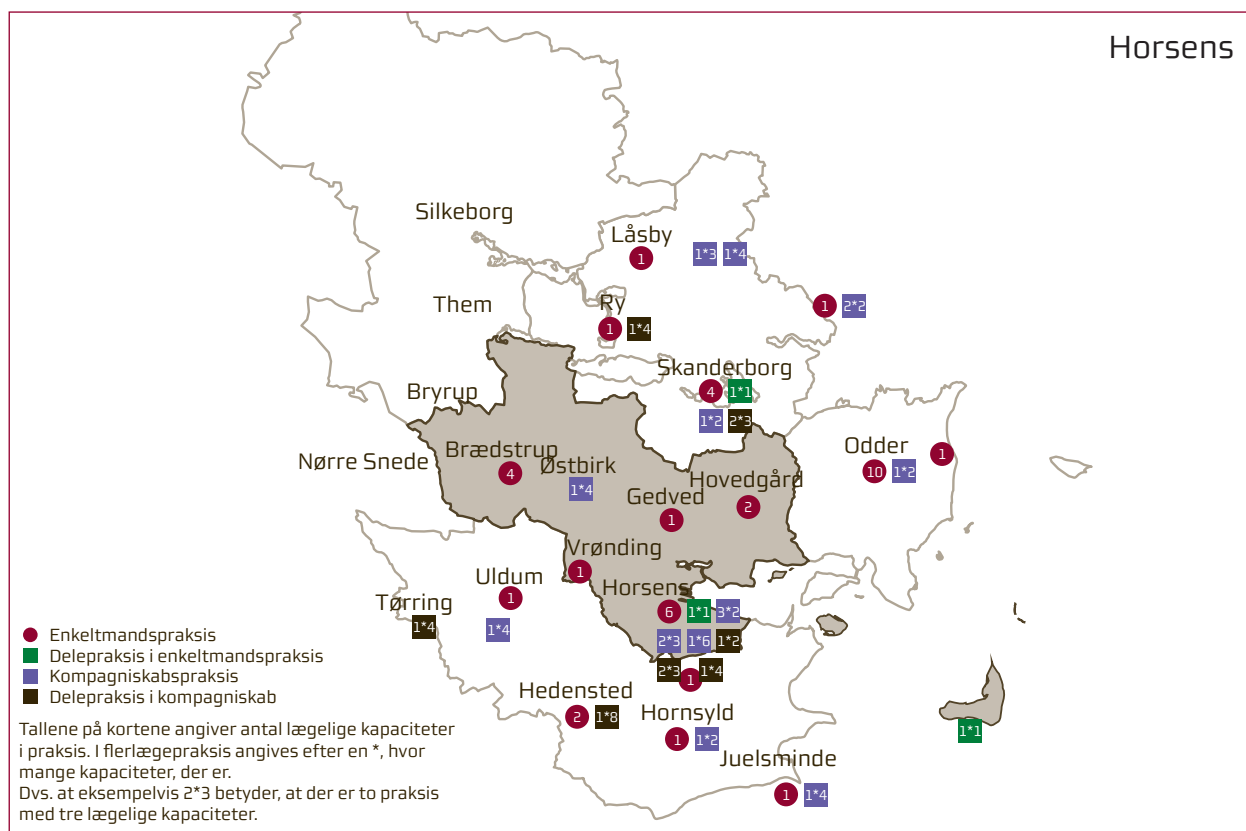 Horsens
Silkeborg
Låsby
1
1*3 1*4
Them
Ry
1 2*2
1 1*4
Skanderborg
4 1*1
1*2 2*3
Bryrup
Nørre Snede
Brædstrup
4
Østbirk
1*4
Gedved
1
Hovedgård
2
Odder
1
10 1*2
Vrønding
1
Uldum
1
1*4
Tørring
1*4
Horsens
6 1*1 3*2
2*3 1*6 1*2
2*3 1*4
1
Hedensted
2 1*8
Hornsyld
1 1*2
Juelsminde
1 1*4
1*1
Enkeltmandspraksis
Delepraksis i enkeltmandspraksis
Kompagniskabspraksis
Delepraksis i kompagniskab
Tallene på kortene angiver antal lægelige kapaciteter
i praksis. I flerlægepraksis angives efter en *, hvor
mange kapaciteter, der er.
Dvs. at eksempelvis 2*3 betyder, at der er to praksis
med tre lægelige kapaciteter.